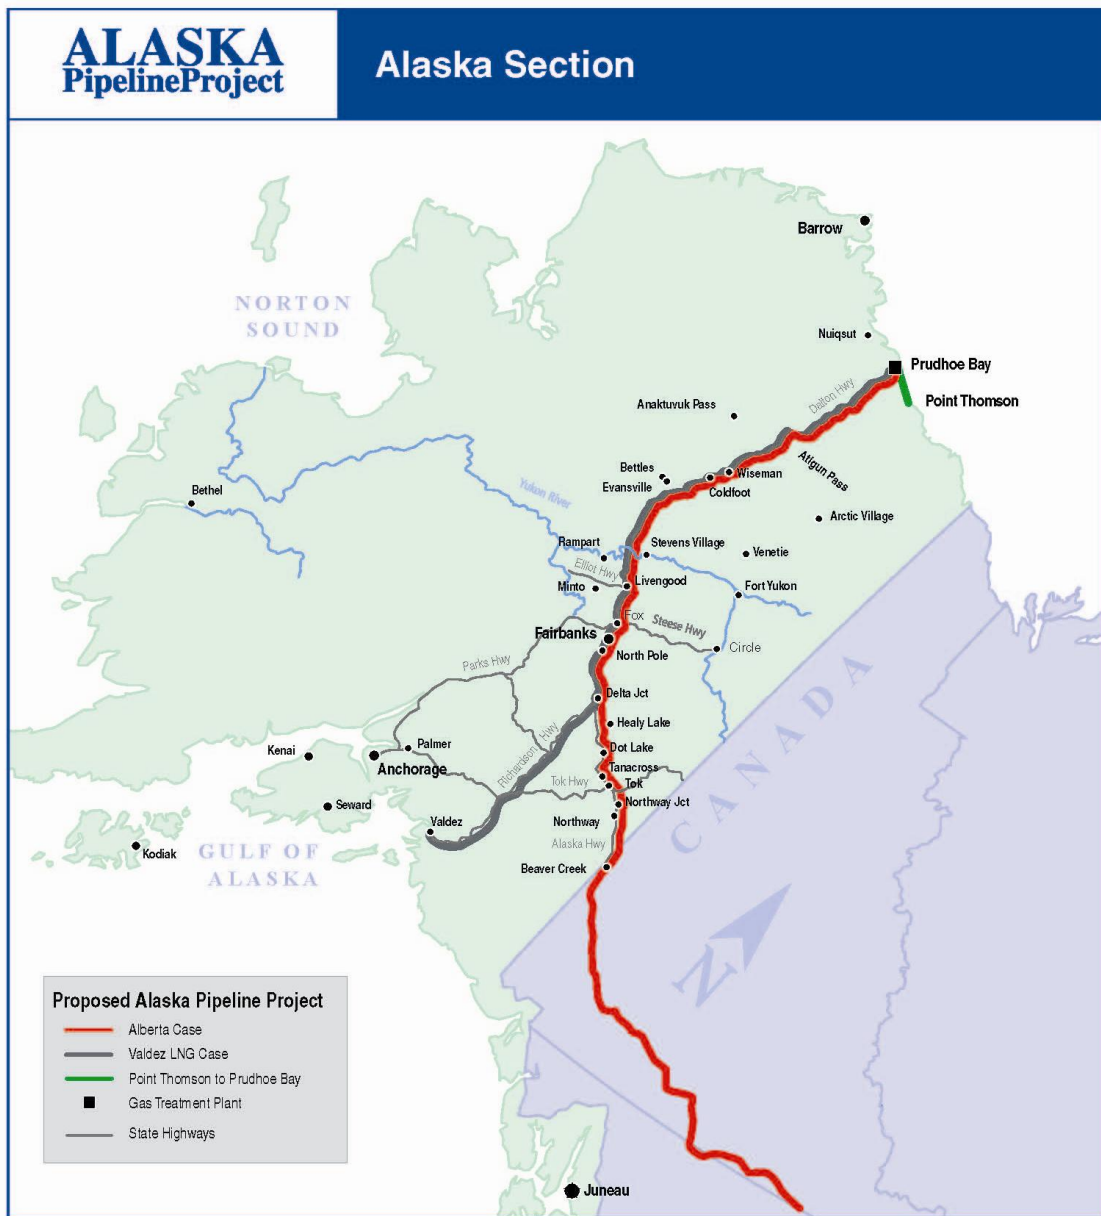 ALASKA
PipelineProject
Alaska Section
Barrow
NORTON
SOUND
Nuiqsut
Prudhoe Bay
Dalton Hwy
Point Thomson
Anaktuvuk Pass
Atigun Pass
Bettles
Wiseman
Evansville
Coldfoot
Bethel
Yukon River
Arctic Village
Rampart
Stevens Village
Venetie
Elliot Hwy
Minto
Livengood
Fort Yukon
Fox
Steese Hwy
Fairbanks
Circle
North Pole
Parks Hwy
CANADA
Delta Jct
Healy Lake
Richardson Hwy
Kenai
Palmer
Dot Lake
Anchorage
Tanacross
Tok Hwy
Tok
Seward
Northway Jct
Valdez
Northway
Alaska Hwy
Kodiak
GULF OF
ALASKA
Beaver Creek
N
Proposed Alaska Pipeline Project
Alberta Case
Valdez LNG Case
Point Thomson to Prudhoe Bay
Gas Treatment Plant
State Highways
Juneau